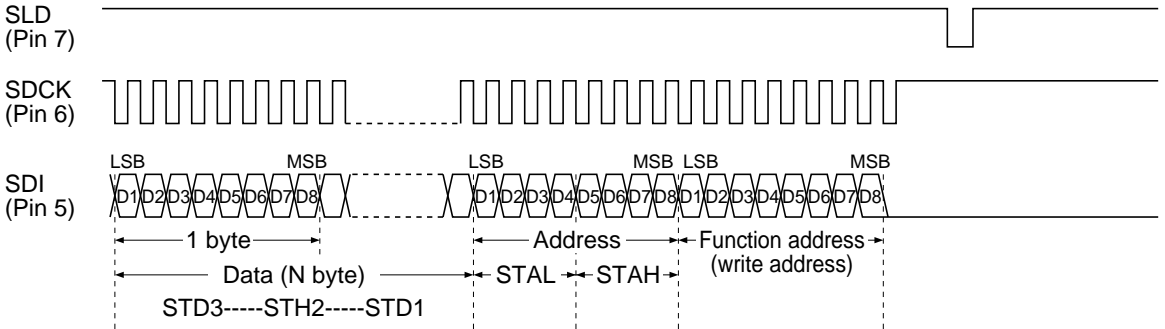 SLD
(Pin 7)
SDCK
(Pin 6)
LSB MSB LSB MSB LSB MSB
SDI
(Pin 5)
D1 D2 D3 D4 D5 D6 D7 D8 D1 D2 D3 D4 D5 D6 D7 D8 D1 D2 D3 D4 D5 D6 D7 D8
1 byte Address Function address
(write address)
Data (N byte) STAL STAH
STD3-----STH2-----STD1